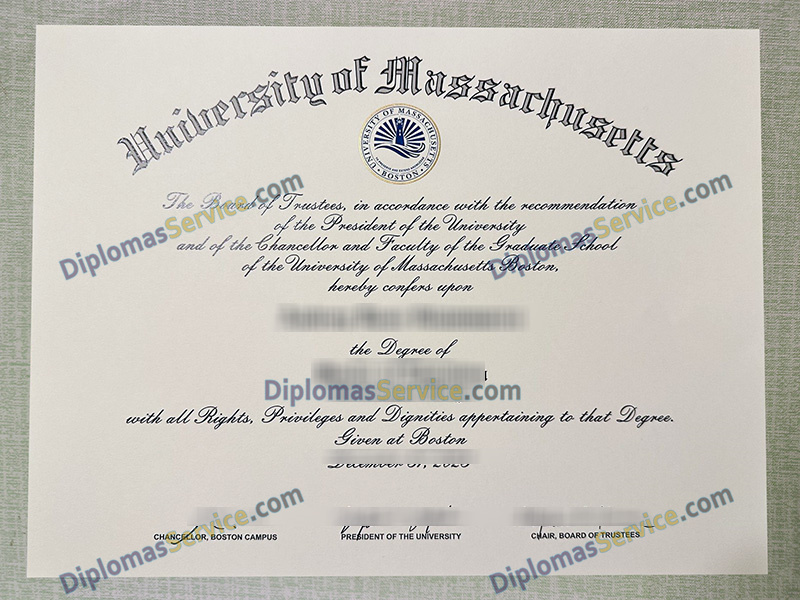 University of Massachusetts
UNIVERSITY OF MASSACHUSETTS
· BOSTON ·
The Board of Trustees, in accordance with the recommendation
of the President of the University
and of the Chancellor and Faculty of the Graduate School
of the University of Massachusetts Boston,
hereby confers upon
DiplomasService.com
DiplomasService.com
the Degree of
DiplomasService.com
with all Rights, Privileges and Dignities appertaining to that Degree.
Given at Boston
CHANCELLOR, BOSTON CAMPUS
PRESIDENT OF THE UNIVERSITY
CHAIR, BOARD OF TRUSTEES
DiplomasService.com
DiplomasService.com